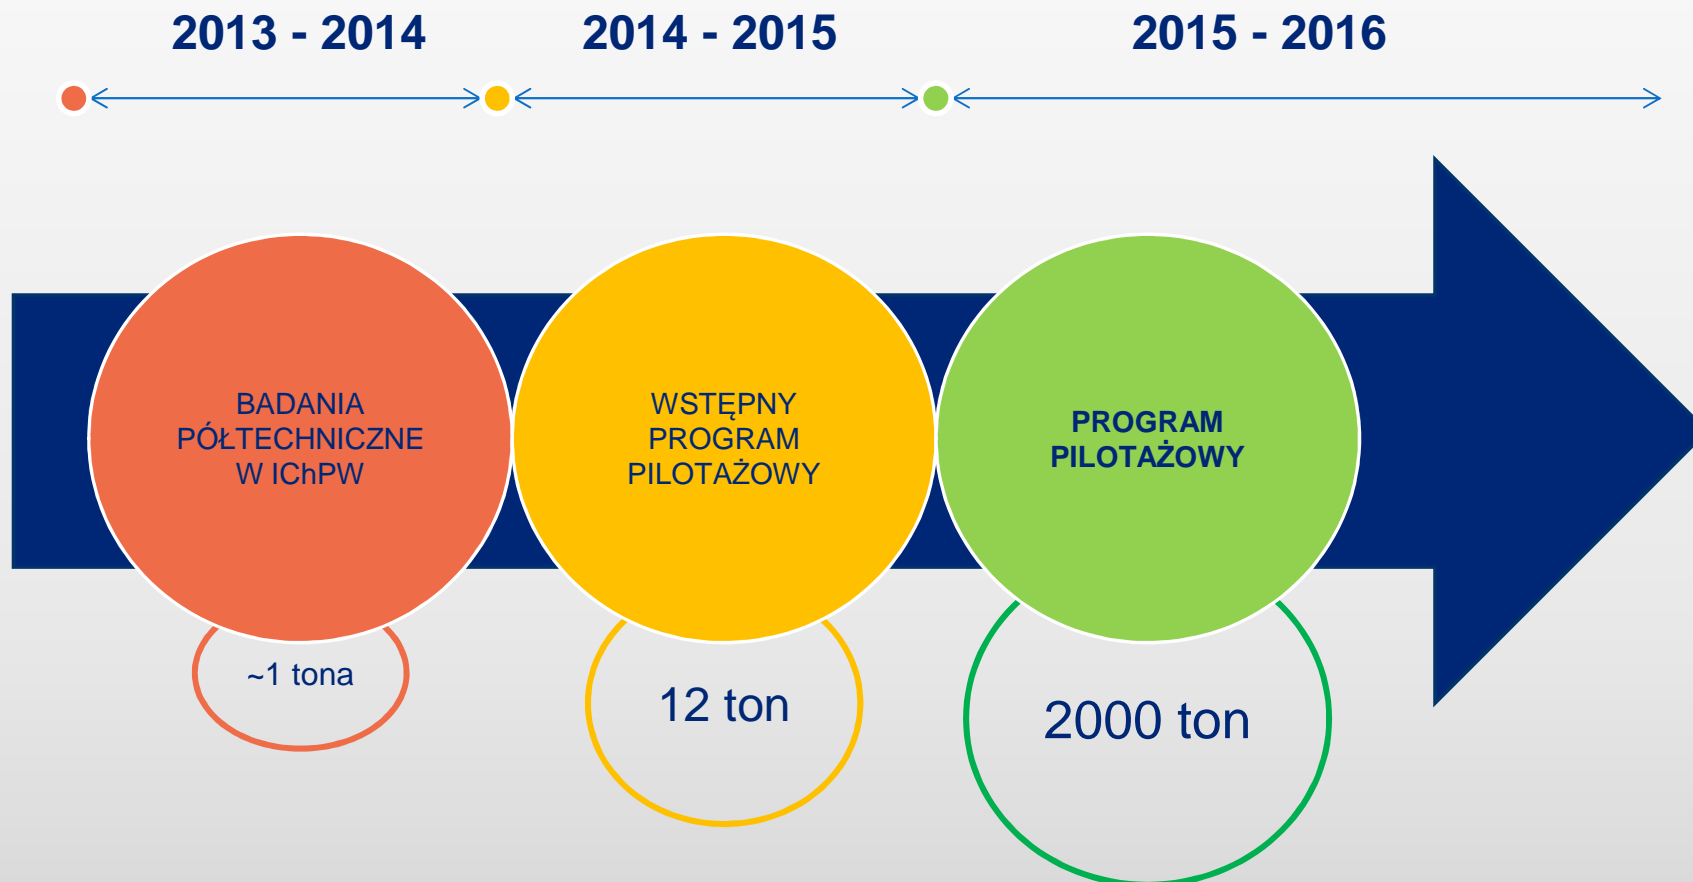 2013 - 2014
2014 - 2015
2015 - 2016
BADANIA
PÓŁTECHNICZNE
W IChPW
WSTĘPNY
PROGRAM
PILOTAŻOWY
PROGRAM
PILOTAŻOWY
~1 tona
12 ton
2000 ton